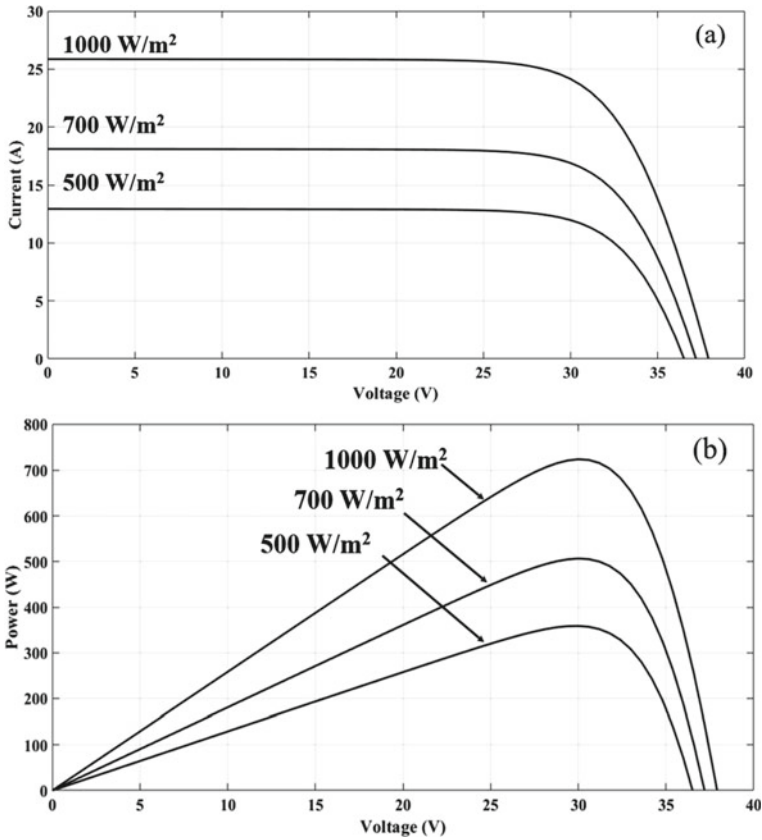 30
25
20
15
10
5
0
Current (A)
(a)
1000 W/m²
700 W/m²
500 W/m²
0 5 10 15 20 25 30 35 40
Voltage (V)
800
700
600
500
400
300
200
100
0
Power (W)
(b)
1000 W/m²
700 W/m²
500 W/m²
0 5 10 15 20 25 30 35 40
Voltage (V)